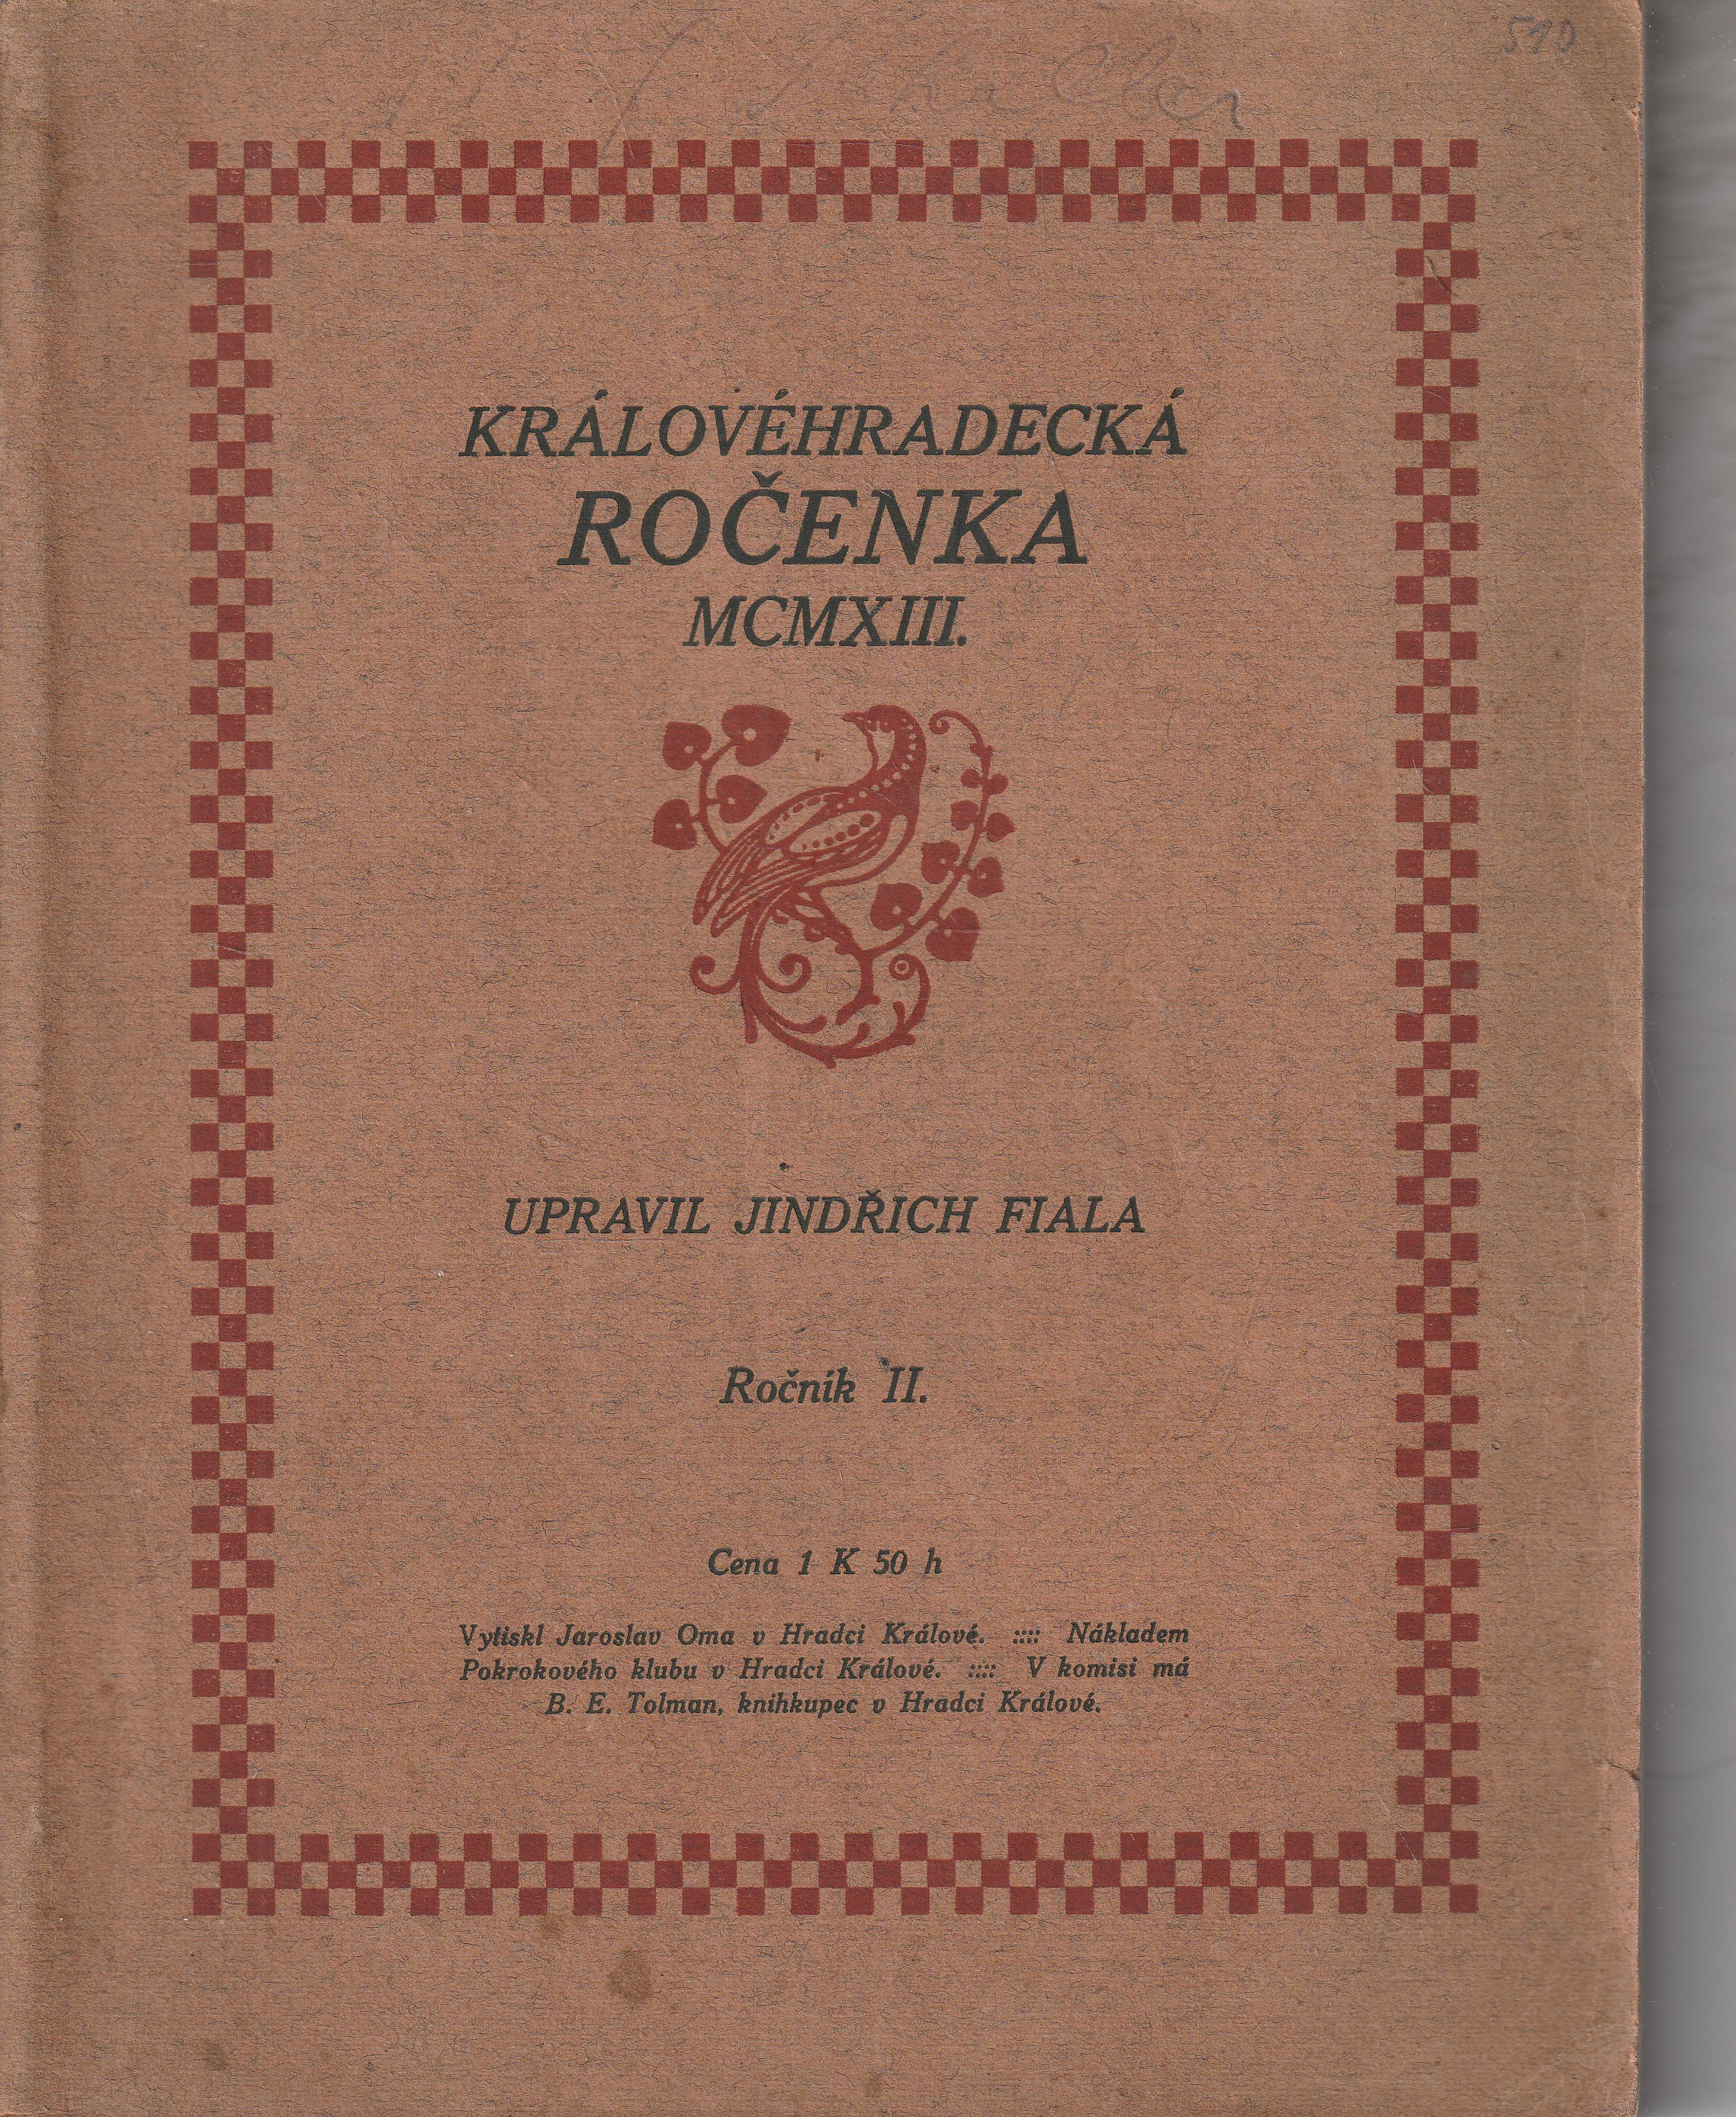 510
KRÁLOVÉHRADECKÁ
ROČENKA
MCMXIII.
UPRAVIL JINDŘICH FIALA
Ročník II.
Cena 1 K 50 h
Vytiskl Jaroslav Oma v Hradci Králové. :::: Nákladem
Pokrokového klubu v Hradci Králové. :::: V komisi má
B. E. Tolman, knihkupec v Hradci Králové.